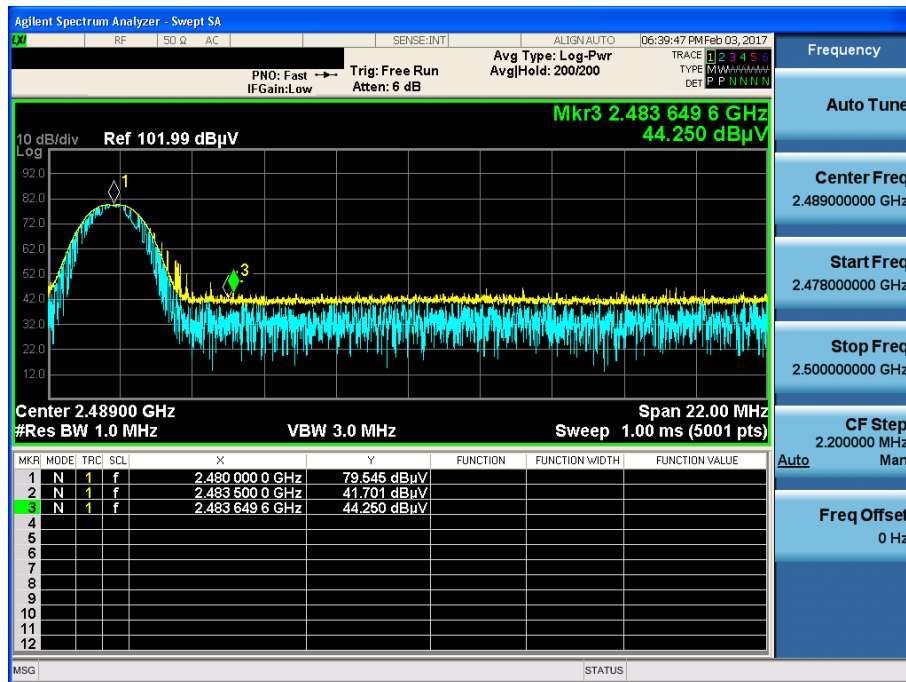 Agilent Spectrum Analyzer - Swept SA
LXI RF 50 Ω AC SENSE:INT ALIGN AUTO 06:39:47 PM Feb 03, 2017
PNO: Fast Trig: Free Run Avg Type: Log-Pwr TRACE 1 2 3 4 5 6
IFGain:Low Atten: 6 dB Avg|Hold: 200/200 TYPE M W W W W W
DET P P N N N N
Mkr3 2.483 649 6 GHz
44.250 dBµV
10 dB/div Ref 101.99 dBµV
Log
92.0
82.0
72.0
62.0
52.0
42.0
32.0
22.0
12.0
1
3
Center 2.48900 GHz Span 22.00 MHz
#Res BW 1.0 MHz VBW 3.0 MHz Sweep 1.00 ms (5001 pts)
MKR MODE TRC SCL X Y FUNCTION FUNCTION WIDTH FUNCTION VALUE
1 N 1 f 2.480 000 0 GHz 79.545 dBµV
2 N 1 f 2.483 500 0 GHz 41.701 dBµV
3 N 1 f 2.483 649 6 GHz 44.250 dBµV
4
5
6
7
8
9
10
11
12
MSG STATUS
Frequency
Auto Tune
Center Freq
2.489000000 GHz
Start Freq
2.478000000 GHz
Stop Freq
2.500000000 GHz
CF Step
2.200000 MHz
Auto Man
Freq Offset
0 Hz